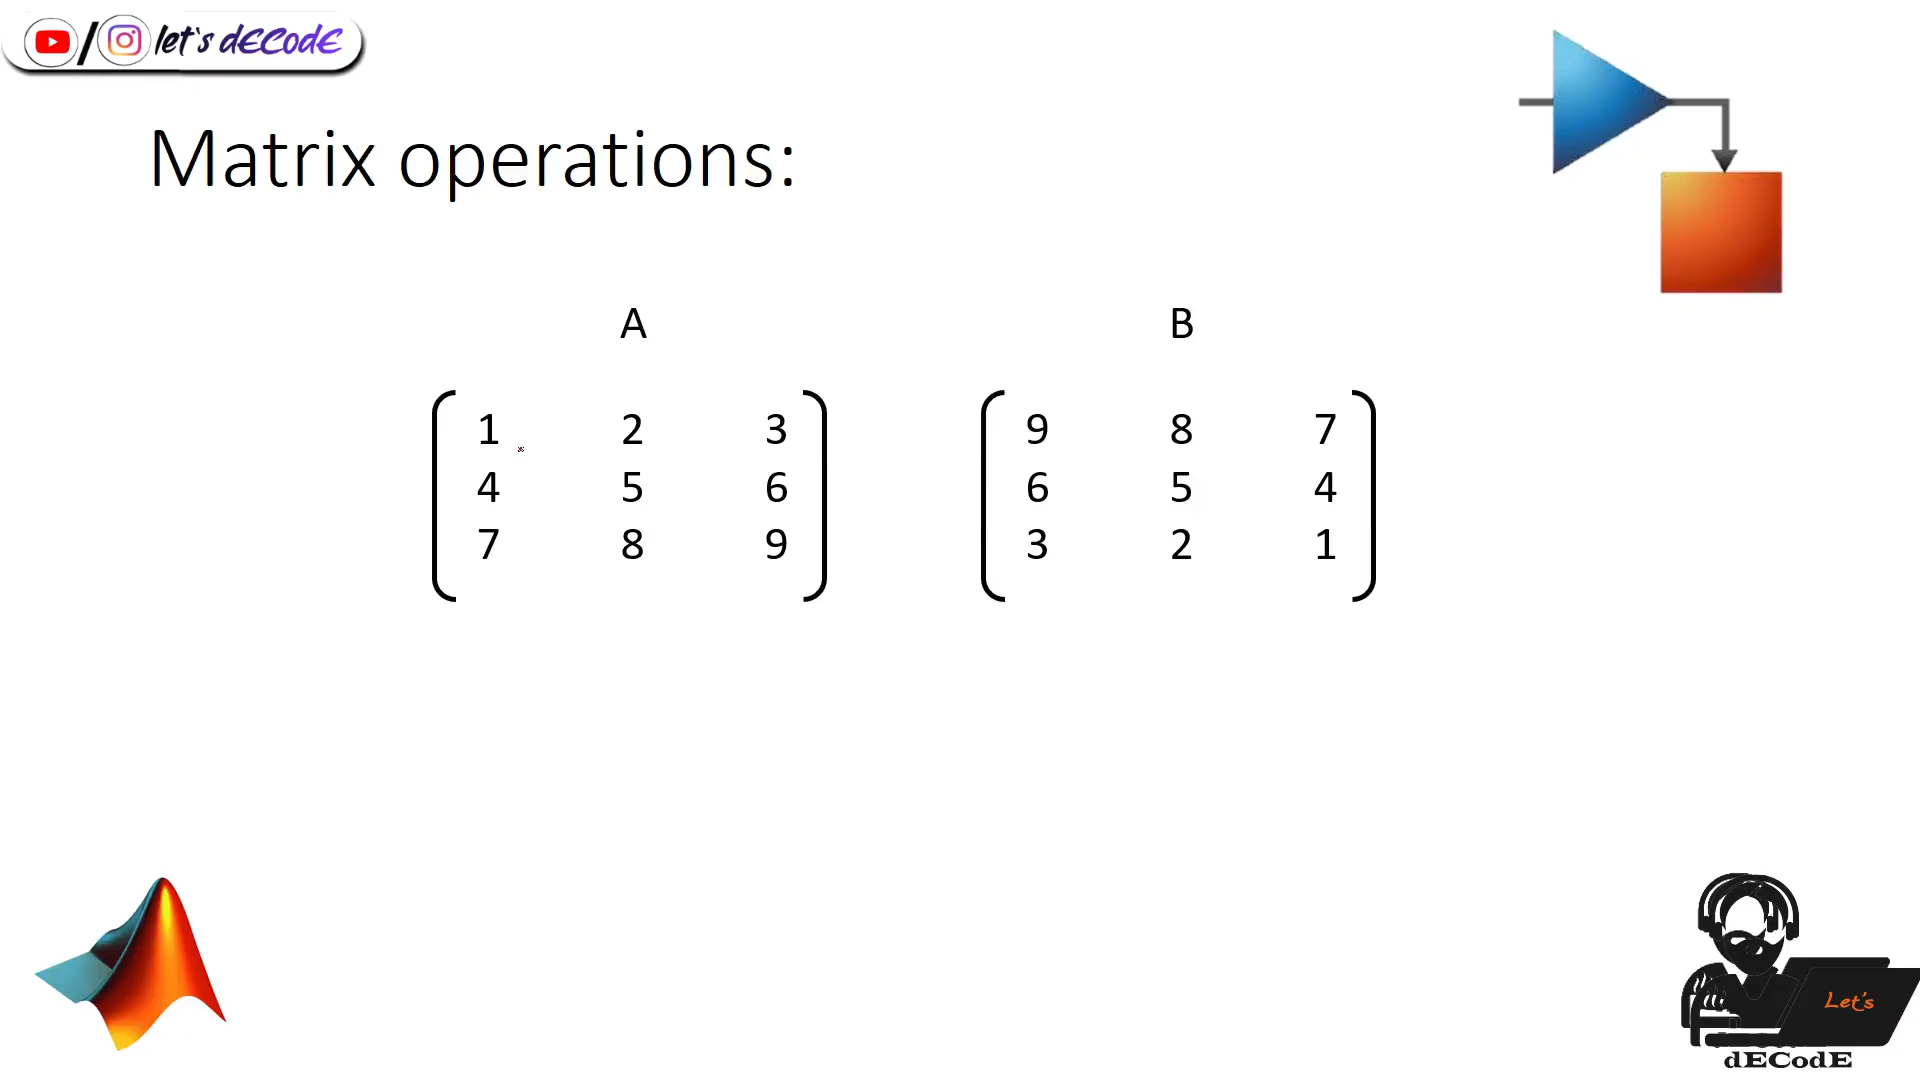 let's dECodE
Matrix operations:
A B
1 2 3 9 8 7
4 5 6 6 5 4
7 8 9 3 2 1
Let's
dECodE